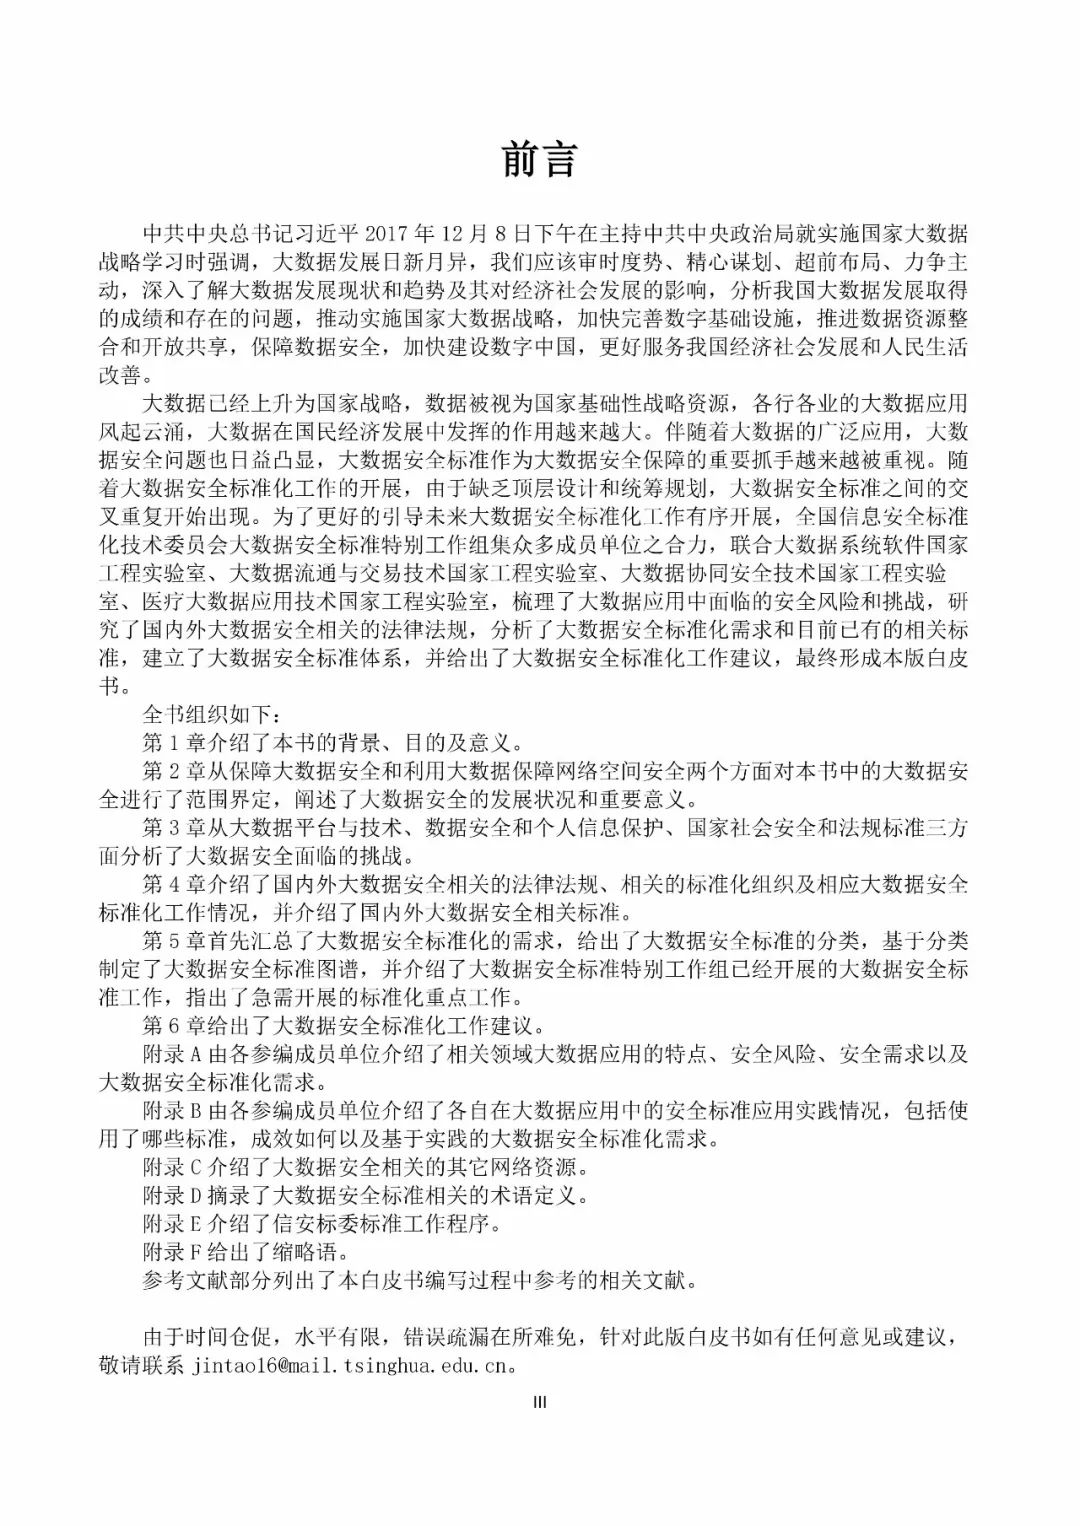 前言
中共中央总书记习近平 2017 年 12 月 8 日下午在主持中共中央政治局就实施国家大数据
战略学习时强调，大数据发展日新月异，我们应该审时度势、精心谋划、超前布局、力争主
动，深入了解大数据发展现状和趋势及其对经济社会发展的影响，分析我国大数据发展取得
的成绩和存在的问题，推动实施国家大数据战略，加快完善数字基础设施，推进数据资源整
合和开放共享，保障数据安全，加快建设数字中国，更好服务我国经济社会发展和人民生活
改善。
大数据已经上升为国家战略，数据被视为国家基础性战略资源，各行各业的大数据应用
风起云涌，大数据在国民经济发展中发挥的作用越来越大。伴随着大数据的广泛应用，大数
据安全问题也日益凸显，大数据安全标准作为大数据安全保障的重要抓手越来越被重视。随
着大数据安全标准化工作的开展，由于缺乏顶层设计和统筹规划，大数据安全标准之间的交
叉重复开始出现。为了更好的引导未来大数据安全标准化工作有序开展，全国信息安全标准
化技术委员会大数据安全标准特别工作组集众多成员单位之合力，联合大数据系统软件国家
工程实验室、大数据流通与交易技术国家工程实验室、大数据协同安全技术国家工程实验
室、医疗大数据应用技术国家工程实验室，梳理了大数据应用中面临的安全风险和挑战，研
究了国内外大数据安全相关的法律法规，分析了大数据安全标准化需求和目前已有的相关标
准，建立了大数据安全标准体系，并给出了大数据安全标准化工作建议，最终形成本版白皮
书。
全书组织如下：
第 1 章介绍了本书的背景、目的及意义。
第 2 章从保障大数据安全和利用大数据保障网络空间安全两个方面对本书中的大数据安
全进行了范围界定，阐述了大数据安全的发展状况和重要意义。
第 3 章从大数据平台与技术、数据安全和个人信息保护、国家社会安全和法规标准三方
面分析了大数据安全面临的挑战。
第 4 章介绍了国内外大数据安全相关的法律法规、相关的标准化组织及相应大数据安全
标准化工作情况，并介绍了国内外大数据安全相关标准。
第 5 章首先汇总了大数据安全标准化的需求，给出了大数据安全标准的分类，基于分类
制定了大数据安全标准图谱，并介绍了大数据安全标准特别工作组已经开展的大数据安全标
准工作，指出了急需开展的标准化重点工作。
第 6 章给出了大数据安全标准化工作建议。
附录 A 由各参编成员单位介绍了相关领域大数据应用的特点、安全风险、安全需求以及
大数据安全标准化需求。
附录 B 由各参编成员单位介绍了各自在大数据应用中的安全标准应用实践情况，包括使
用了哪些标准，成效如何以及基于实践的大数据安全标准化需求。
附录 C 介绍了大数据安全相关的其它网络资源。
附录 D 摘录了大数据安全标准相关的术语定义。
附录 E 介绍了信安标委标准工作程序。
附录 F 给出了缩略语。
参考文献部分列出了本白皮书编写过程中参考的相关文献。
由于时间仓促，水平有限，错误疏漏在所难免，针对此版白皮书如有任何意见或建议，
敬请联系 jintao16@mail.tsinghua.edu.cn。
III